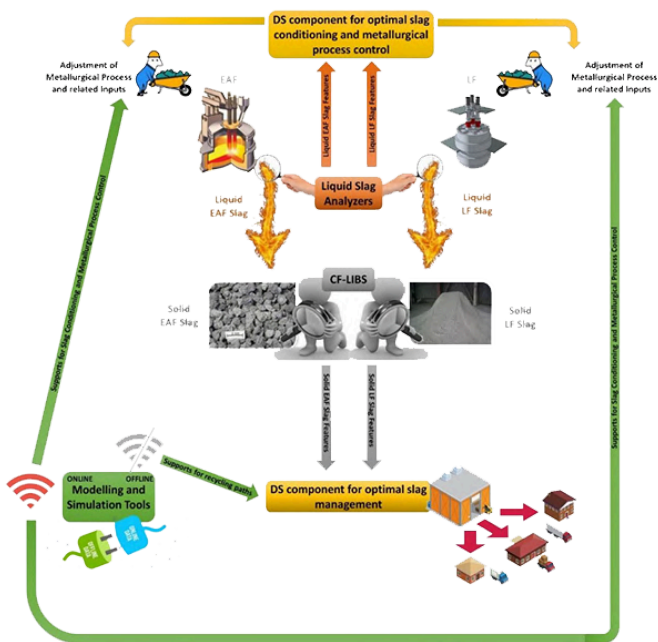 DS component for optimal slag
conditioning and metallurgical
process control
Adjustment of
Metallurgical Process
and related inputs
EAF
LF
Adjustment of
Metallurgical Process
and related inputs
Liquid EAF Slag Features
Liquid LF Slag Features
Liquid Slag
Analyzers
Liquid
EAF Slag
Liquid
LF Slag
CF-LIBS
Solid
EAF Slag
Solid
LF Slag
Supports for Slag Conditioning and Metallurgical Process Control
Supports for Slag Conditioning and Metallurgical Process Control
Solid EAF Slag Features
Solid LF Slag Features
ONLINE OFFLINE
Modelling and
Simulation Tools
Supports for recycling paths
DS component for optimal slag
management
OFFLINE
DATA
ONLINE
DATA